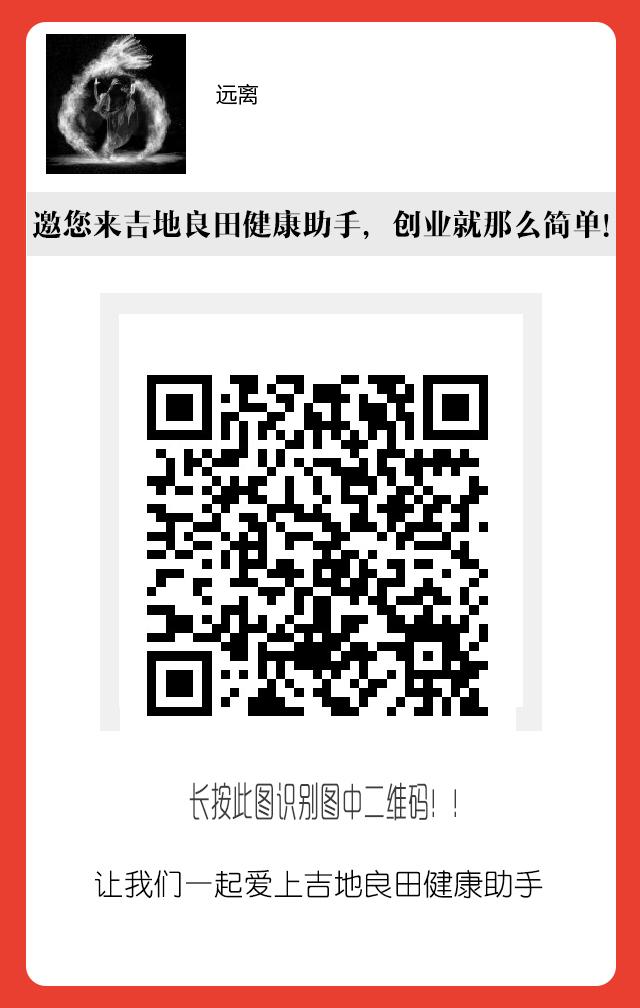 远离
邀您来吉地良田健康助手，创业就那么简单!
长按此图识别图中二维码！！
让我们一起爱上吉地良田健康助手